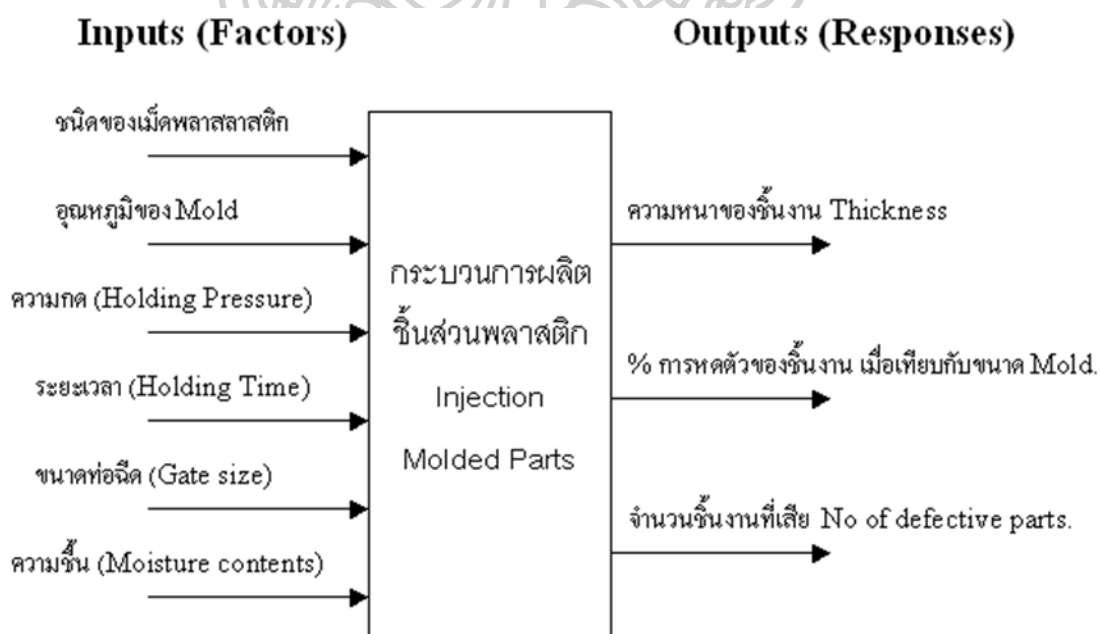 Inputs (Factors)
Outputs (Responses)
ชนิดของเม็ดพลาสลาสติก
อุณหภูมิของ Mold
ความกด (Holding Pressure)
ระยะเวลา (Holding Time)
ขนาดท่อฉีด (Gate size)
ความชื้น (Moisture contents)
กระบวนการผลิต
ชิ้นส่วนพลาสติก
Injection
Molded Parts
ความหนาของชิ้นงาน Thickness
% การหดตัวของชิ้นงาน เมื่อเทียบกับขนาด Mold.
จำนวนชิ้นงานที่เสีย No of defective parts.